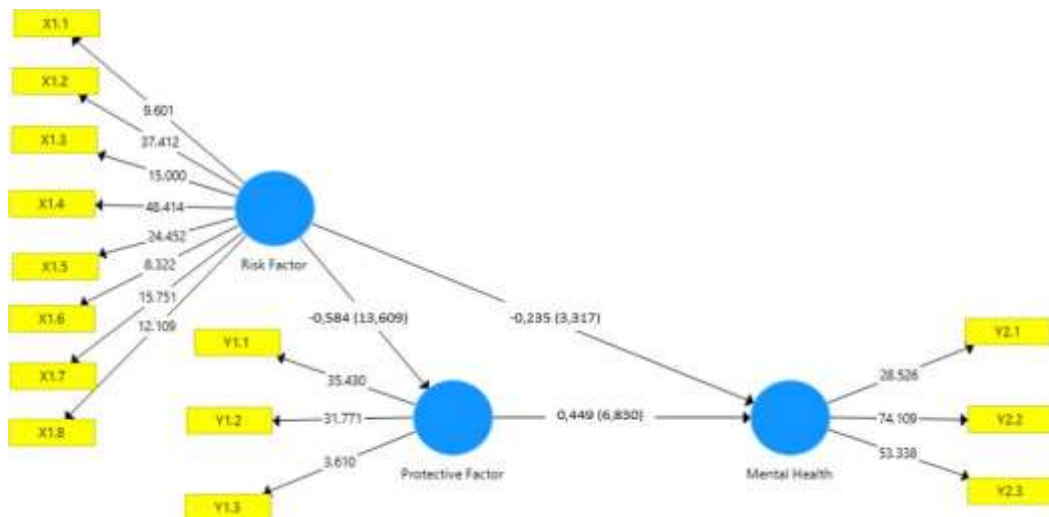 X1.1
X1.2
X1.3
X1.4
X1.5
X1.6
X1.7
X1.8
9.601
37.412
15.000
48.414
24.452
8.322
15.751
12.109
Risk Factor
-0,584 (13,609)
-0,235 (3,317)
Y1.1
Y1.2
Y1.3
35.430
31.771
3.610
Protective Factor
0,449 (6,830)
Mental Health
28.526
74.109
53.338
Y2.1
Y2.2
Y2.3